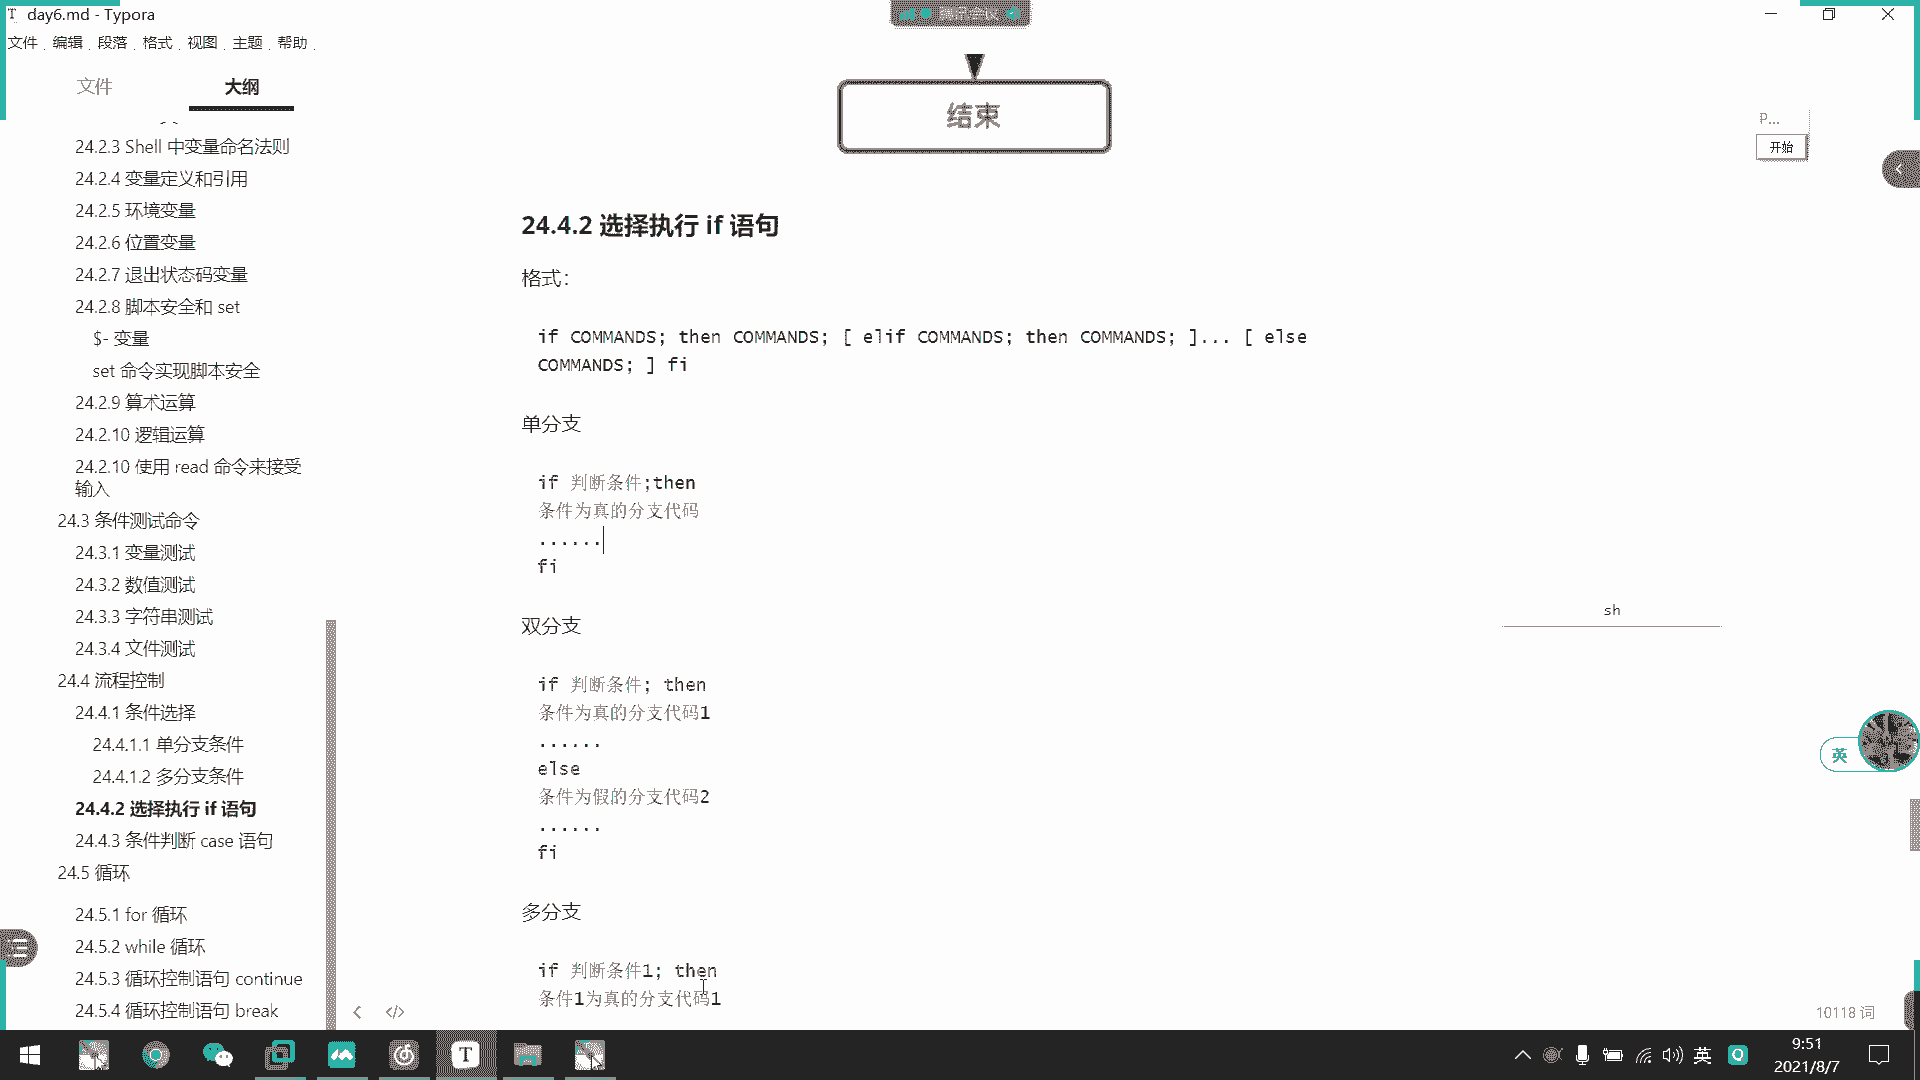 day6.md - Typora
腾讯会议
文件 编辑 段落 格式 视图 主题 帮助
文件 大纲
24.2.3 Shell 中变量命名法则
24.2.4 变量定义和引用
24.2.5 环境变量
24.2.6 位置变量
24.2.7 退出状态码变量
24.2.8 脚本安全和 set
$- 变量
set 命令实现脚本安全
24.2.9 算术运算
24.2.10 逻辑运算
24.2.10 使用 read 命令来接受
输入
24.3 条件测试命令
24.3.1 变量测试
24.3.2 数值测试
24.3.3 字符串测试
24.3.4 文件测试
24.4 流程控制
24.4.1 条件选择
24.4.1.1 单分支条件
24.4.1.2 多分支条件
24.4.2 选择执行 if 语句
24.4.3 条件判断 case 语句
24.5 循环
24.5.1 for 循环
24.5.2 while 循环
24.5.3 循环控制语句 continue
24.5.4 循环控制语句 break
结束
P...
开始
24.4.2 选择执行 if 语句
格式：
if COMMANDS; then COMMANDS; [ elif COMMANDS; then COMMANDS; ]... [ else
COMMANDS; ] fi
单分支
if 判断条件;then
条件为真的分支代码
......
fi
sh
双分支
if 判断条件; then
条件为真的分支代码1
......
else
条件为假的分支代码2
......
fi
英
多分支
if 判断条件1; then
条件1为真的分支代码1
</>
10118 词
英
9:51
2021/8/7